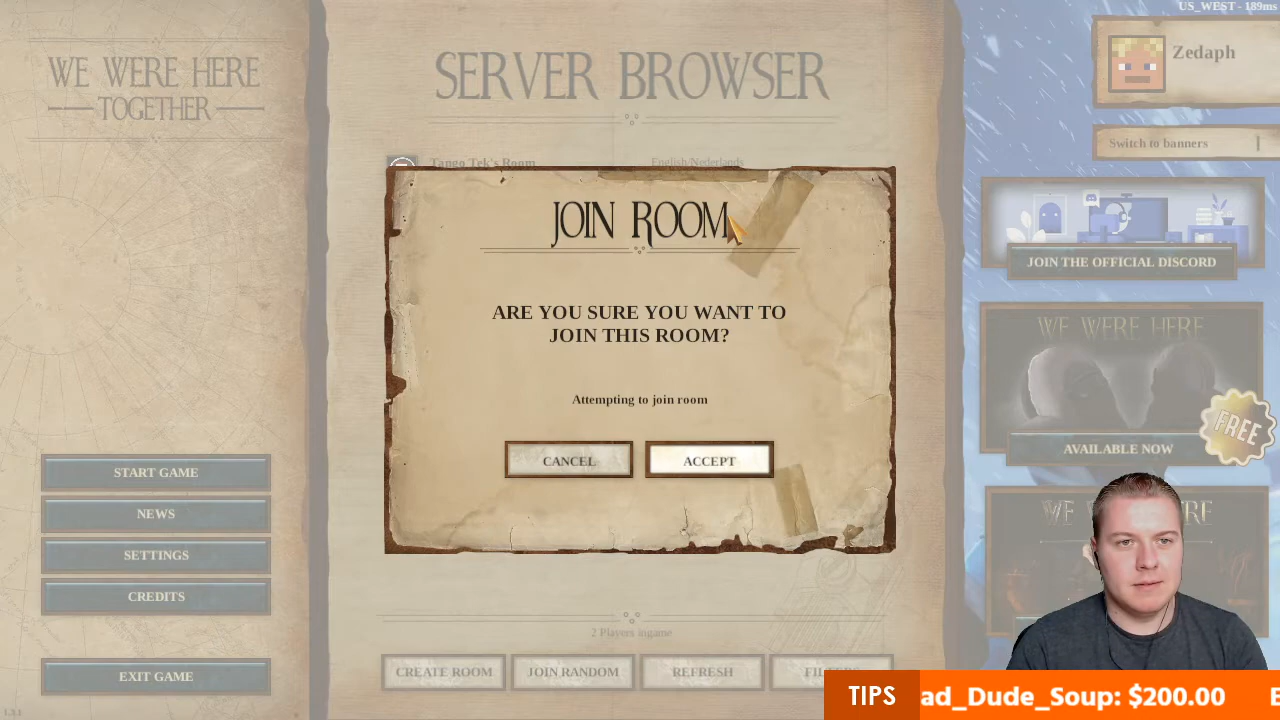 US_WEST - 189ms
WE WERE HERE
TOGETHER
SERVER BROWSER
Zedaph
Switch to banners
Tango Tek's Room English/Nederlands
JOIN ROOM
JOIN THE OFFICIAL DISCORD
ARE YOU SURE YOU WANT TO
JOIN THIS ROOM?
WE WERE HERE
Attempting to join room
FREE
AVAILABLE NOW
CANCEL ACCEPT
START GAME
NEWS
SETTINGS
CREDITS
2 Players ingame
CREATE ROOM JOIN RANDOM REFRESH
EXIT GAME
TIPS ad_Dude_Soup: $200.00 E